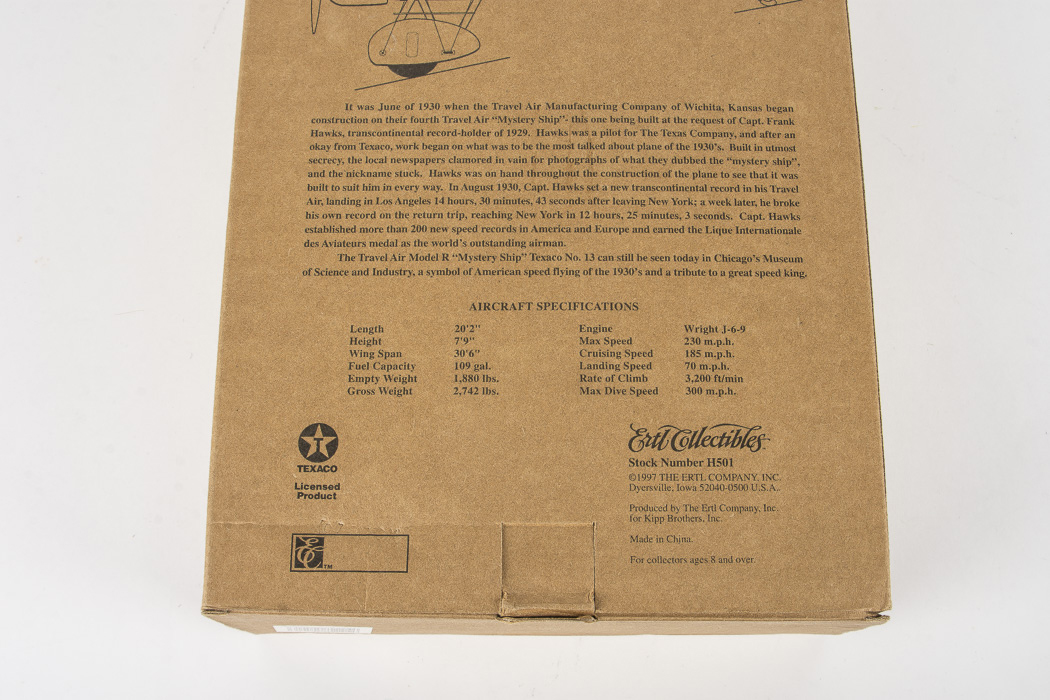 It was June of 1930 when the Travel Air Manufacturing Company of Wichita, Kansas began
construction on their fourth Travel Air “Mystery Ship”- this one being built at the request of Capt. Frank
Hawks, transcontinental record-holder of 1929. Hawks was a pilot for The Texas Company, and after an
okay from Texaco, work began on what was to be the most talked about plane of the 1930’s. Built in utmost
secrecy, the local newspapers clamored in vain for photographs of what they dubbed the “mystery ship”,
and the nickname stuck. Hawks was on hand throughout the construction of the plane to see that it was
built to suit him in every way. In August 1930, Capt. Hawks set a new transcontinental record in his Travel
Air, landing in Los Angeles 14 hours, 30 minutes, 43 seconds after leaving New York; a week later, he broke
his own record on the return trip, reaching New York in 12 hours, 25 minutes, 3 seconds. Capt. Hawks
established more than 200 new speed records in America and Europe and earned the Lique Internationale
des Aviateurs medal as the world’s outstanding airman.
The Travel Air Model R “Mystery Ship” Texaco No. 13 can still be seen today in Chicago’s Museum
of Science and Industry, a symbol of American speed flying of the 1930’s and a tribute to a great speed king.
AIRCRAFT SPECIFICATIONS
Length 20'2" Engine Wright J-6-9
Height 7'9" Max Speed 230 m.p.h.
Wing Span 30'6" Cruising Speed 185 m.p.h.
Fuel Capacity 109 gal. Landing Speed 70 m.p.h.
Empty Weight 1,880 lbs. Rate of Climb 3,200 ft/min
Gross Weight 2,742 lbs. Max Dive Speed 300 m.p.h.
T
TEXACO
Licensed
Product
Ertl Collectibles
Stock Number H501
©1997 THE ERTL COMPANY, INC.
Dyersville, Iowa 52040-0500 U.S.A.
Produced by The Ertl Company, Inc.
for Kipp Brothers, Inc.
Made in China.
For collectors ages 8 and over.
EC™